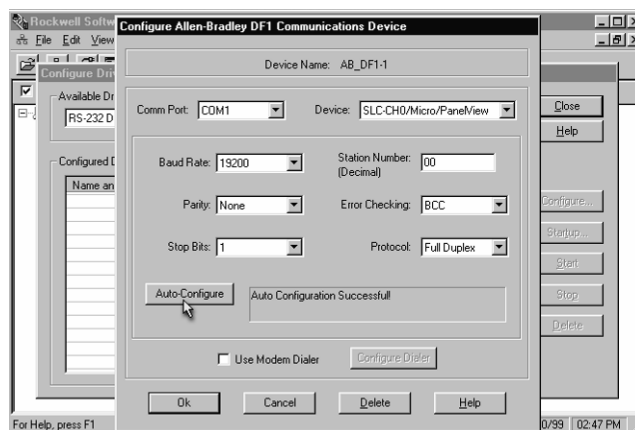 Rockwell Softw
Configure Allen-Bradley DF1 Communications Device
File Edit View
Configure Dri
Device Name: AB_DF1-1
Available Dr
RS-232 D
Comm Port: COM1 Device: SLC-CH0/Micro/PanelView
Close
Help
Configured D
Name an
Baud Rate: 19200 Station Number: 00
(Decimal)
Parity: None Error Checking: BCC
Configure...
Startup...
Stop Bits: 1 Protocol: Full Duplex
Start
Auto-Configure Auto Configuration Successful!
Stop
Delete
Use Modem Dialer Configure Dialer
Ok Cancel Delete Help
For Help, press F1 0/99 02:47 PM